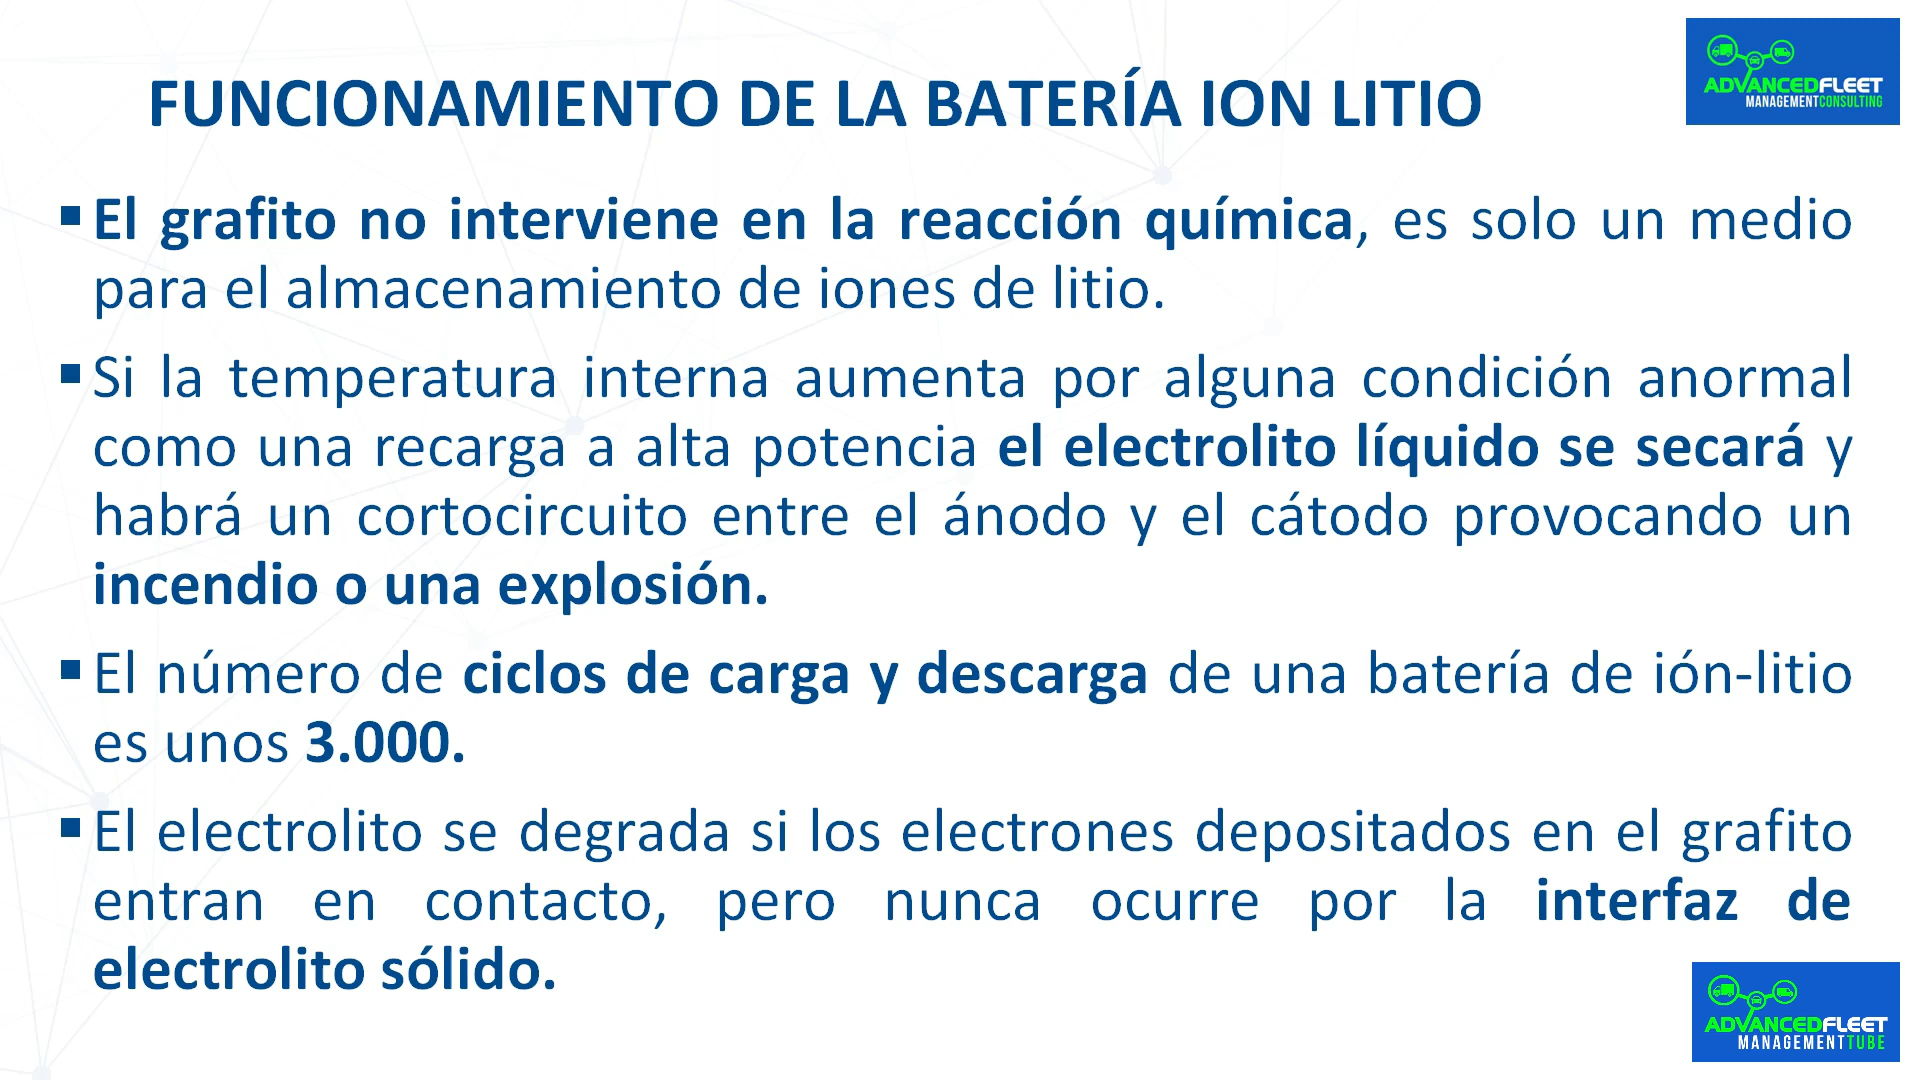 FUNCIONAMIENTO DE LA BATERÍA ION LITIO
ADVANCEDFLEET
MANAGEMENTCONSULTING
▪El grafito no interviene en la reacción química, es solo un medio
para el almacenamiento de iones de litio.
▪Si la temperatura interna aumenta por alguna condición anormal
como una recarga a alta potencia el electrolito líquido se secará y
habrá un cortocircuito entre el ánodo y el cátodo provocando un
incendio o una explosión.
▪El número de ciclos de carga y descarga de una batería de ión-litio
es unos 3.000.
▪El electrolito se degrada si los electrones depositados en el grafito
entran en contacto, pero nunca ocurre por la interfaz de
electrolito sólido.
ADVANCEDFLEET
MANAGEMENTTUBE